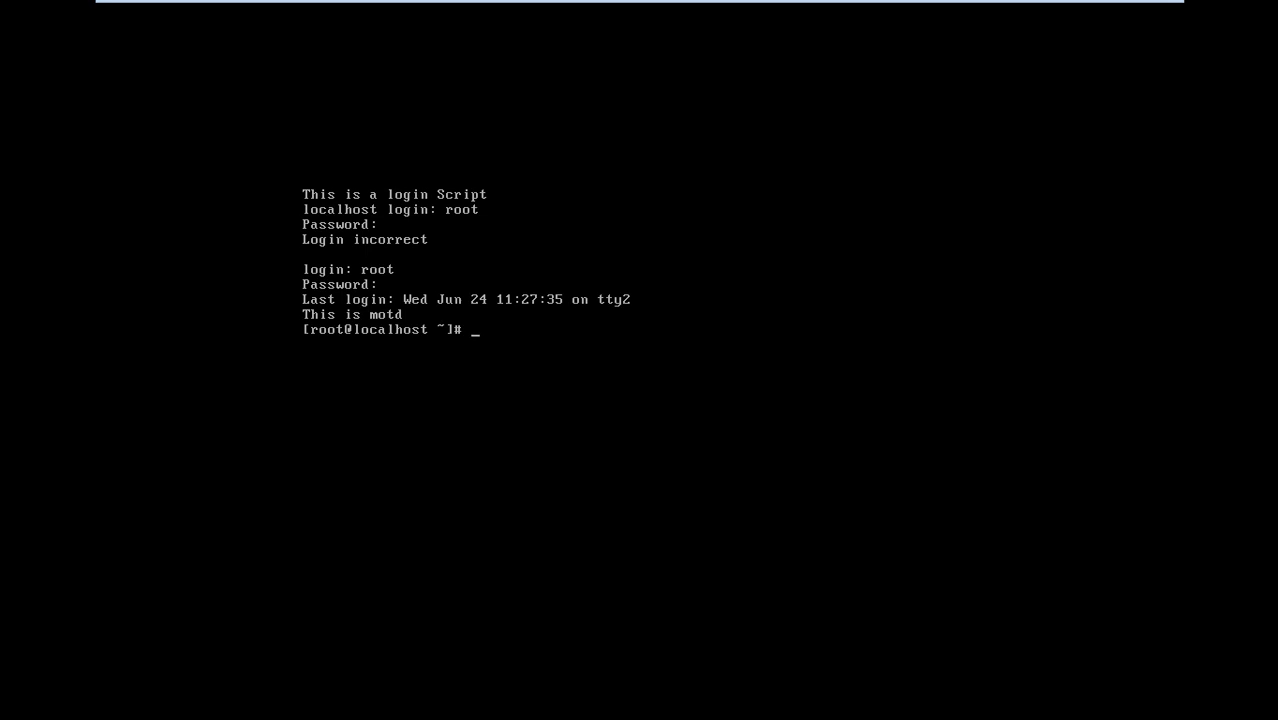 This is a login Script
localhost login: root
Password:
Login incorrect
login: root
Password:
Last login: Wed Jun 24 11:27:35 on tty2
This is motd
[root@localhost ~]# _